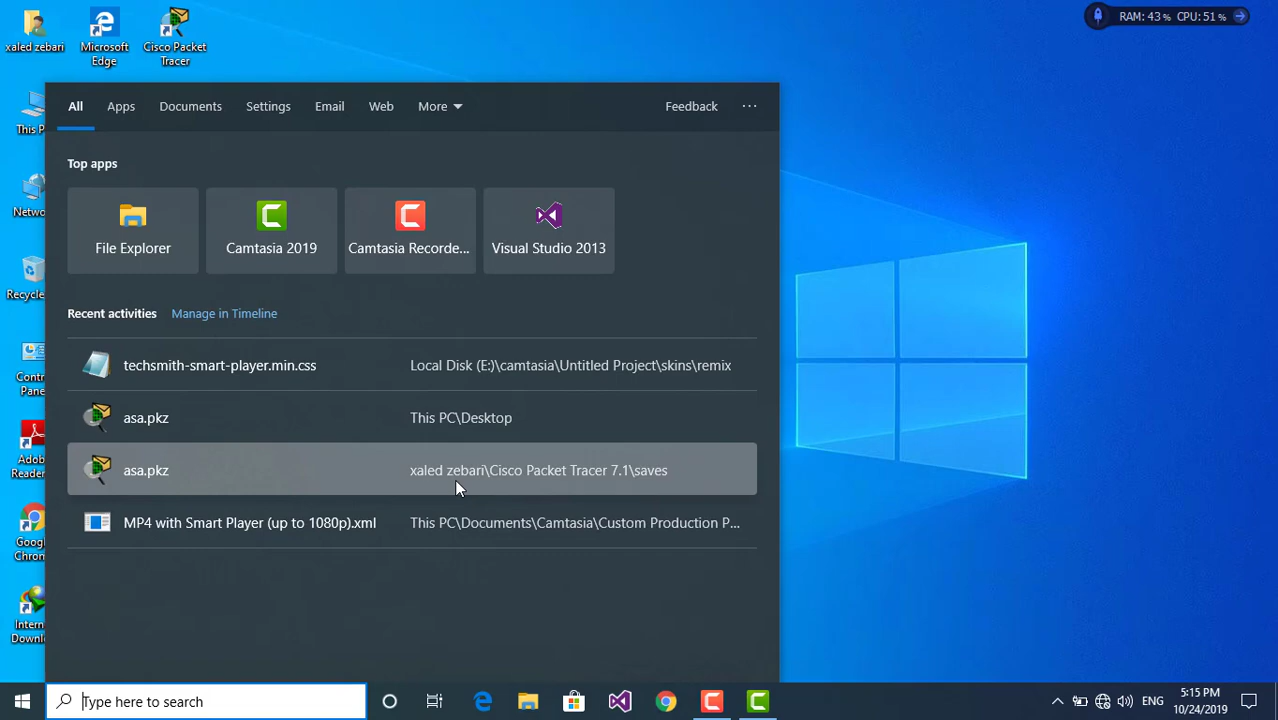 xaled zebari
Microsoft Edge
Cisco Packet Tracer
RAM: 43 % CPU: 51 %
All Apps Documents Settings Email Web More Feedback ...
This P
Top apps
Netwo
File Explorer Camtasia 2019 Camtasia Recorde... Visual Studio 2013
Recycle
Recent activities Manage in Timeline
techsmith-smart-player.min.css Local Disk (E:)\camtasia\Untitled Project\skins\remix
Contr
Pane
asa.pkz This PC\Desktop
Adob
Reader
asa.pkz xaled zebari\Cisco Packet Tracer 7.1\saves
MP4 with Smart Player (up to 1080p).xml This PC\Documents\Camtasia\Custom Production P...
Goog
Chron
Intern
Downlo
Type here to search
ENG
5:15 PM
10/24/2019